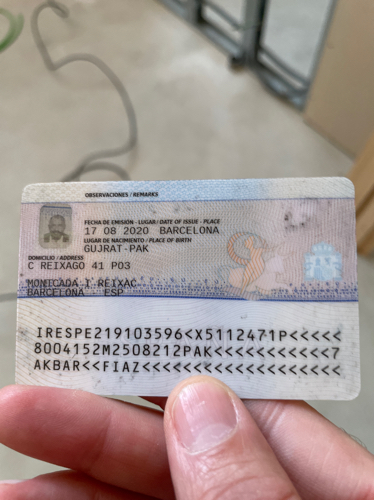 OBSERVACIONES / REMARKS
FECHA DE EMISIÓN - LUGAR / DATE OF ISSUE - PLACE
17 08 2020 BARCELONA
LUGAR DE NACIMIENTO / PLACE OF BIRTH
GUJRAT-PAK
DOMICILIO / ADDRESS
C REIXAGO 41 P03
MONTCADA I REIXAC
BARCELONA ESP
IRESPE219103596<X5112471P<<<<<
8004152M2508212PAK<<<<<<<<<<<7
AKBAR<<FIAZ<<<<<<<<<<<<<<<<<<<